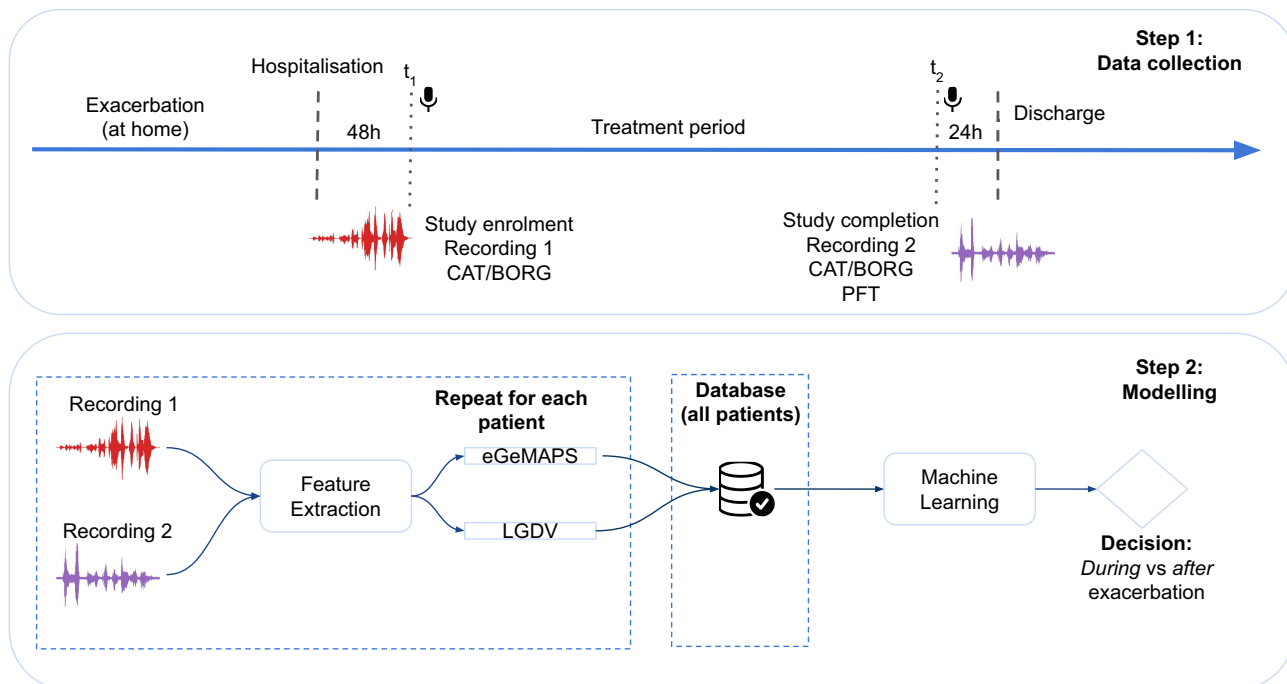 Step 1:
Data collection
Hospitalisation
t1
t2
Exacerbation
(at home)
48h
Treatment period
24h
Discharge
Study enrolment
Recording 1
CAT/BORG
Study completion
Recording 2
CAT/BORG
PFT
Step 2:
Modelling
Recording 1
Repeat for each
patient
Database
(all patients)
eGeMAPS
Feature
Extraction
Machine
Learning
Recording 2
LGDV
Decision:
During vs after
exacerbation